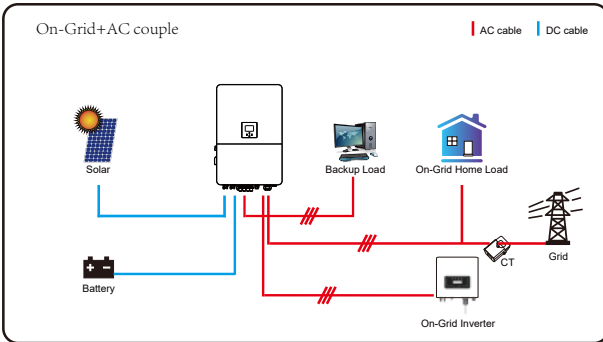 On-Grid+AC couple
AC cable
DC cable
Solar
Backup Load
On-Grid Home Load
CT
Grid
Battery
On-Grid Inverter